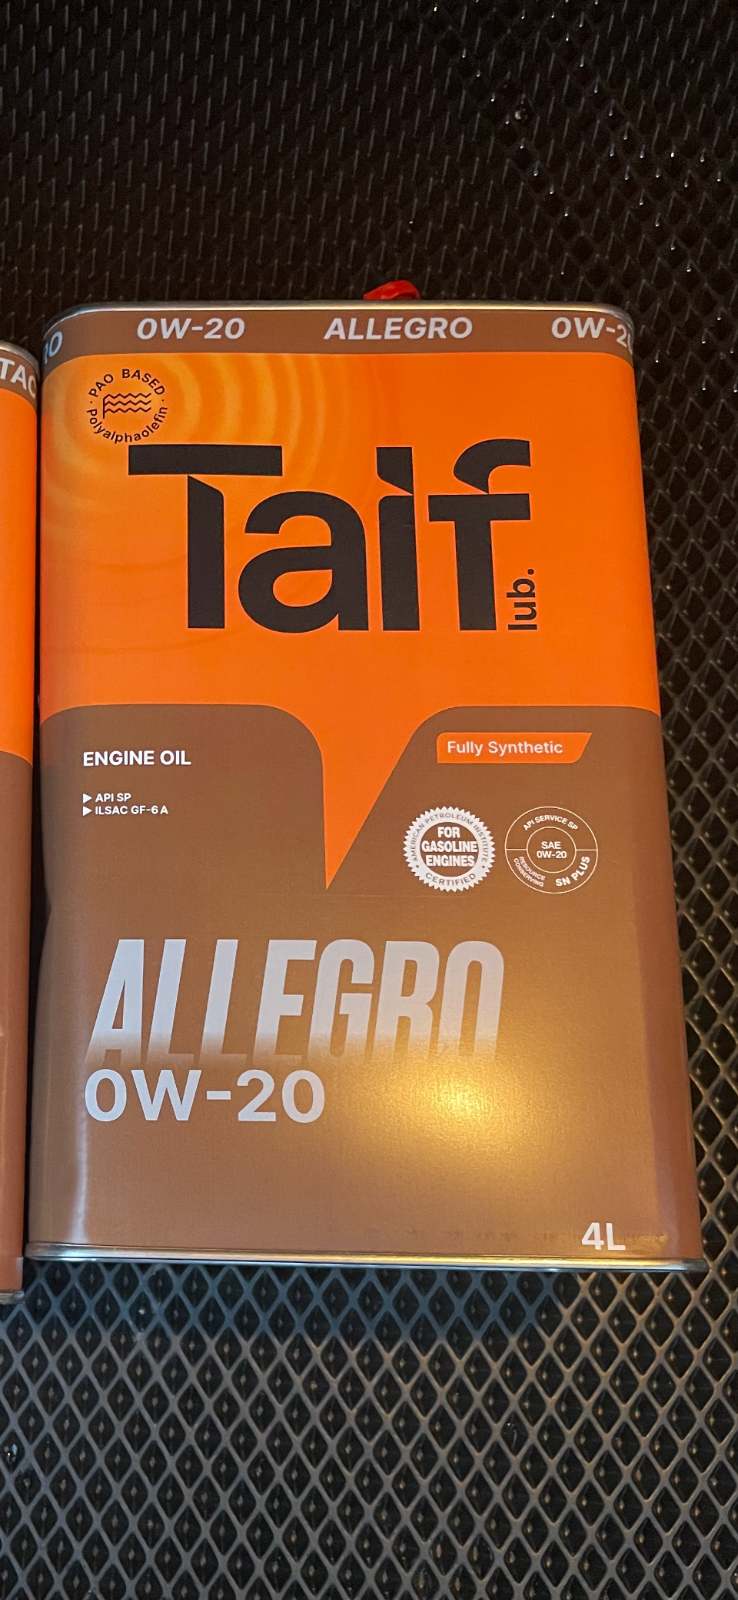 0W-20 ALLEGRO
TAC
PAO BASED
Polyalphaolefin
Taif
lub.
ENGINE OIL
Fully Synthetic
▶ API SP
▶ ILSAC GF-6 A
AMERICAN PETROLEUM INSTITUTE
FOR
GASOLINE
ENGINES
CERTIFIED
API SERVICE SP
SAE
0W-20
RESOURCE
CONSERVING
SN PLUS
ALLEGRO
0W-20
4L